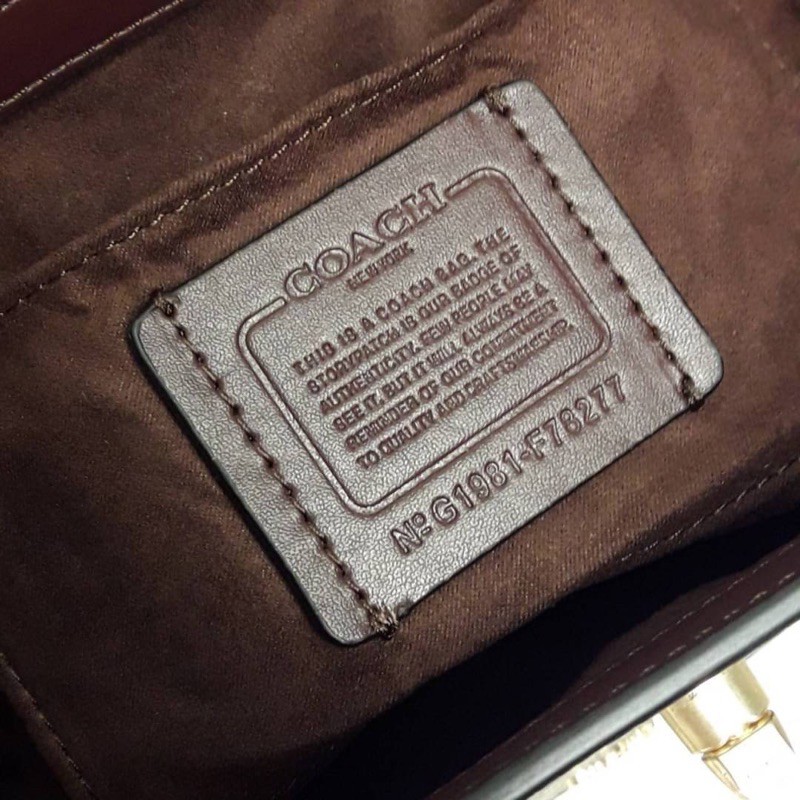 COACH
NEW YORK
THIS IS A COACH BAG. THE
STORYPATCH IS OUR BADGE OF
AUTHENTICITY. FEW PEOPLE MAY
SEE IT, BUT IT WILL ALWAYS BE A
REMINDER OF OUR COMMITMENT
TO QUALITY AND CRAFTSMANSHIP.
Nº G1981-F76277